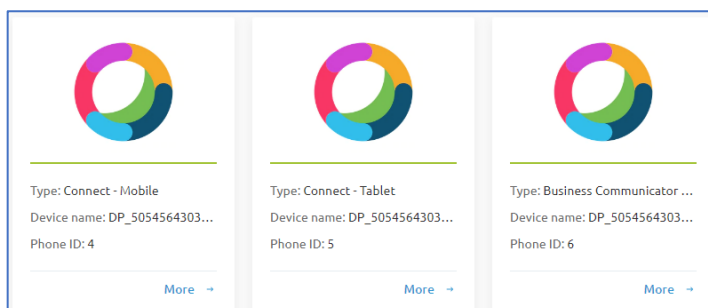 Type: Connect - Mobile
Device name: DP_5054564303...
Phone ID: 4
More →
Type: Connect - Tablet
Device name: DP_5054564303...
Phone ID: 5
More →
Type: Business Communicator ...
Device name: DP_5054564303...
Phone ID: 6
More →